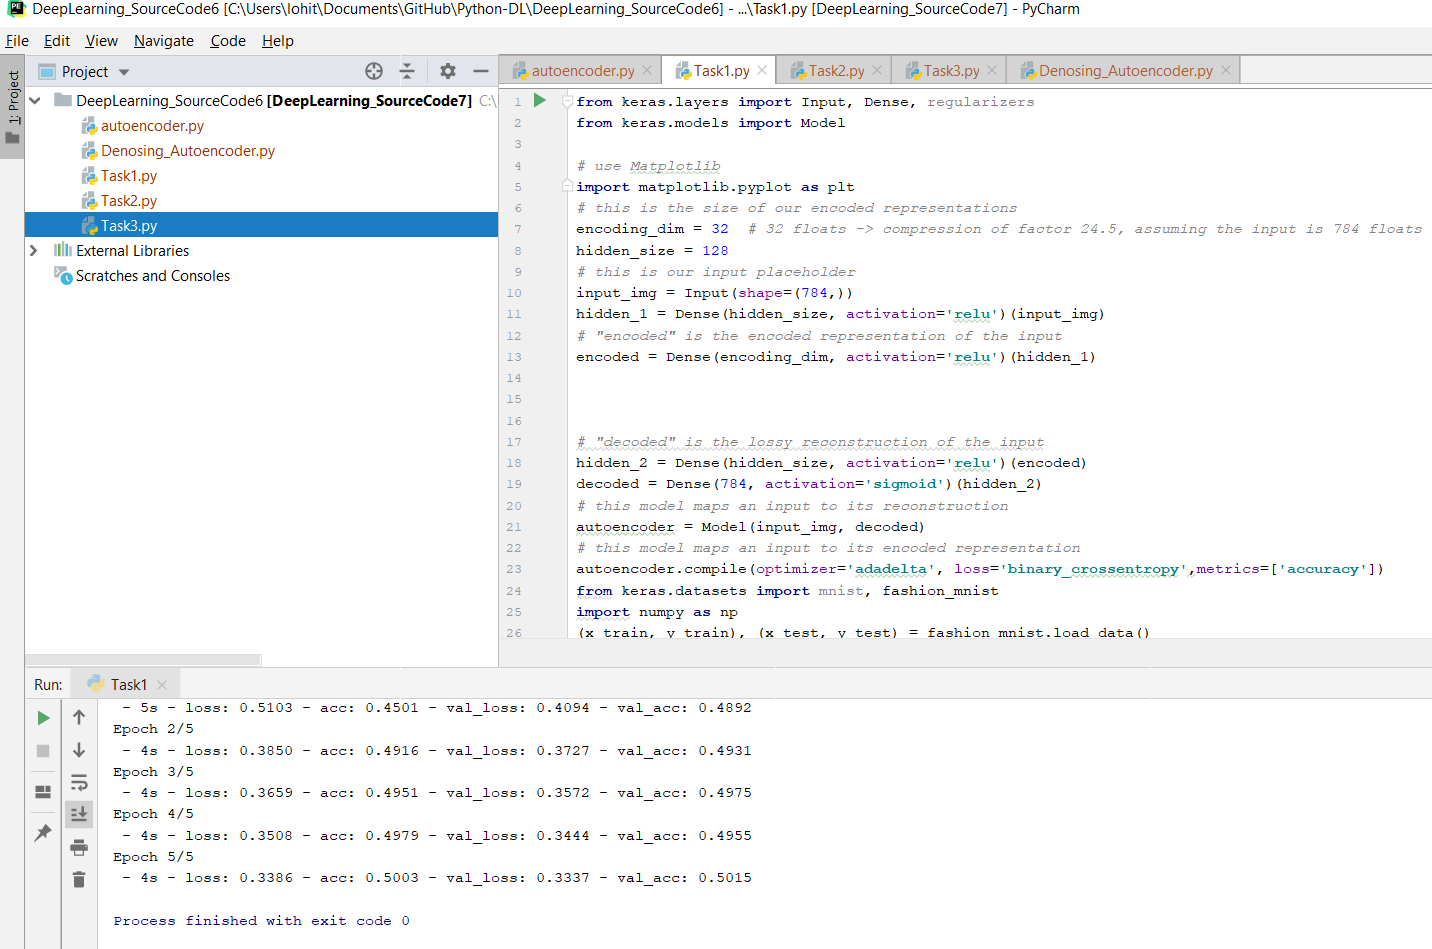 DeepLearning_SourceCode6 [C:\Users\lohit\Documents\GitHub\Python-DL\DeepLearning_SourceCode6] - ...\Task1.py [DeepLearning_SourceCode7] - PyCharm
File Edit View Navigate Code Help
1: Project
Project
DeepLearning_SourceCode6 [DeepLearning_SourceCode7] C:\
autoencoder.py
Denosing_Autoencoder.py
Task1.py
Task2.py
Task3.py
External Libraries
Scratches and Consoles
autoencoder.py Task1.py Task2.py Task3.py Denosing_Autoencoder.py
1 from keras.layers import Input, Dense, regularizers
2 from keras.models import Model
3
4 # use Matplotlib
5 import matplotlib.pyplot as plt
6 # this is the size of our encoded representations
7 encoding_dim = 32  # 32 floats -> compression of factor 24.5, assuming the input is 784 floats
8 hidden_size = 128
9 # this is our input placeholder
10 input_img = Input(shape=(784,))
11 hidden_1 = Dense(hidden_size, activation='relu')(input_img)
12 # "encoded" is the encoded representation of the input
13 encoded = Dense(encoding_dim, activation='relu')(hidden_1)
14
15
16
17 # "decoded" is the lossy reconstruction of the input
18 hidden_2 = Dense(hidden_size, activation='relu')(encoded)
19 decoded = Dense(784, activation='sigmoid')(hidden_2)
20 # this model maps an input to its reconstruction
21 autoencoder = Model(input_img, decoded)
22 # this model maps an input to its encoded representation
23 autoencoder.compile(optimizer='adadelta', loss='binary_crossentropy',metrics=['accuracy'])
24 from keras.datasets import mnist, fashion_mnist
25 import numpy as np
26 (x_train, y_train), (x_test, y_test) = fashion_mnist.load_data()
Run: Task1
- 5s - loss: 0.5103 - acc: 0.4501 - val_loss: 0.4094 - val_acc: 0.4892
Epoch 2/5
- 4s - loss: 0.3850 - acc: 0.4916 - val_loss: 0.3727 - val_acc: 0.4931
Epoch 3/5
- 4s - loss: 0.3659 - acc: 0.4951 - val_loss: 0.3572 - val_acc: 0.4975
Epoch 4/5
- 4s - loss: 0.3508 - acc: 0.4979 - val_loss: 0.3444 - val_acc: 0.4955
Epoch 5/5
- 4s - loss: 0.3386 - acc: 0.5003 - val_loss: 0.3337 - val_acc: 0.5015
Process finished with exit code 0